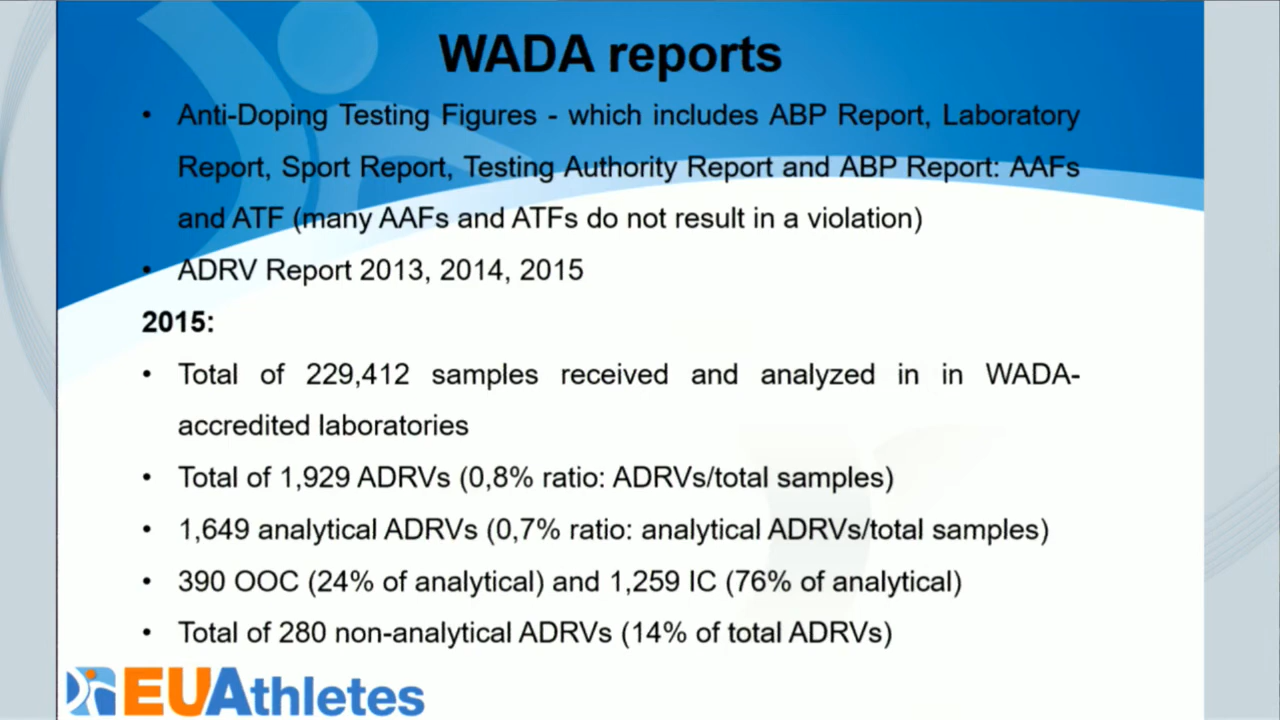 WADA reports
• Anti-Doping Testing Figures - which includes ABP Report, Laboratory
Report, Sport Report, Testing Authority Report and ABP Report: AAFs
and ATF (many AAFs and ATFs do not result in a violation)
• ADRV Report 2013, 2014, 2015
2015:
• Total of 229,412 samples received and analyzed in in WADA-
accredited laboratories
• Total of 1,929 ADRVs (0,8% ratio: ADRVs/total samples)
• 1,649 analytical ADRVs (0,7% ratio: analytical ADRVs/total samples)
• 390 OOC (24% of analytical) and 1,259 IC (76% of analytical)
• Total of 280 non-analytical ADRVs (14% of total ADRVs)
EUAthletes